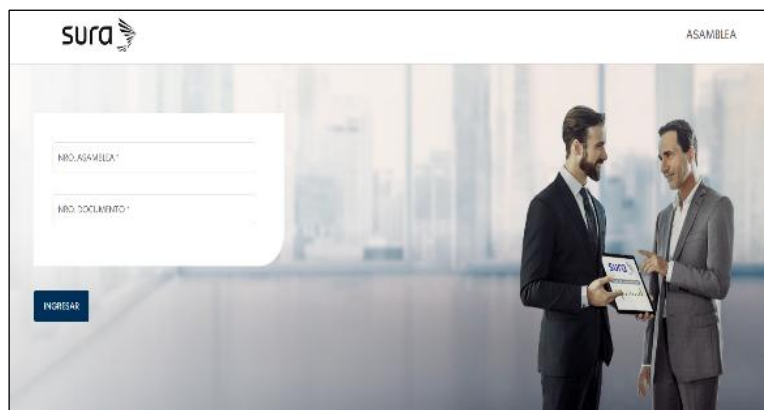 sura
ASAMBLEA
NRO. ASAMBLEA *
NRO. DOCUMENTO *
INGRESAR
sura